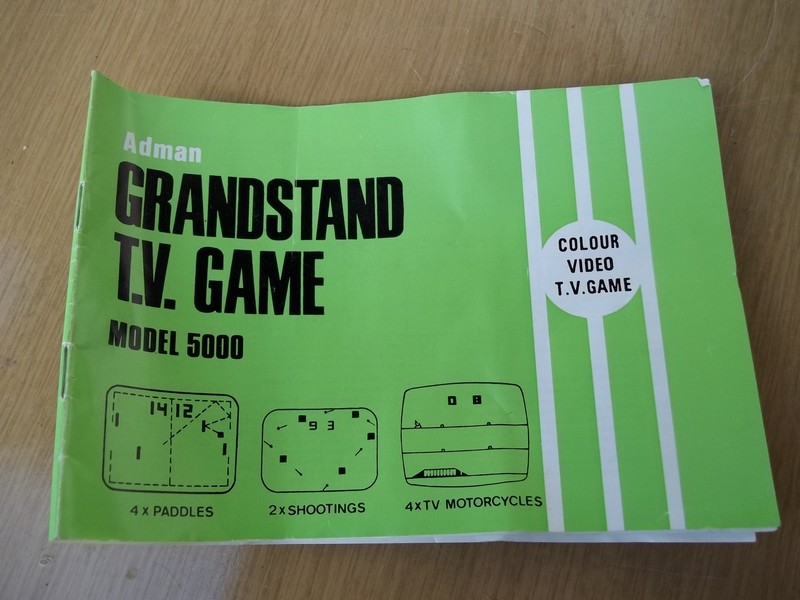 Adman
GRANDSTAND
T.V. GAME
MODEL 5000
COLOUR
VIDEO
T.V.GAME
14 12
9 3
0 8
4 x PADDLES
2 x SHOOTINGS
4 x TV MOTORCYCLES